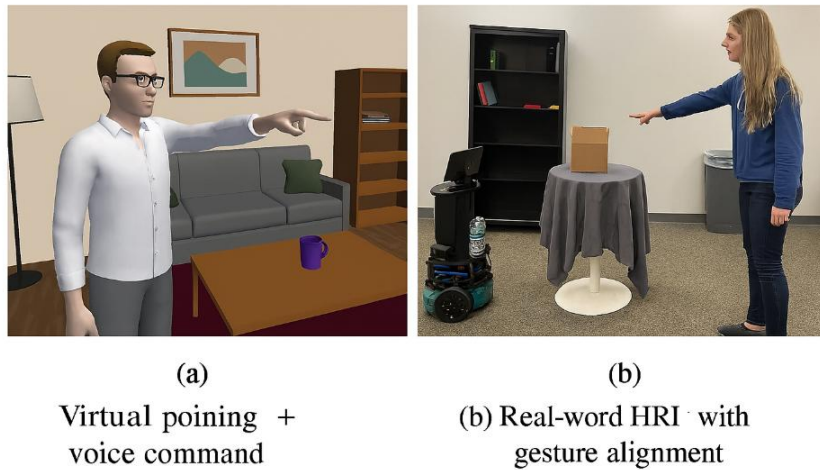 (a)
Virtual poining +
voice command
(b)
(b) Real-word HRI with
gesture alignment